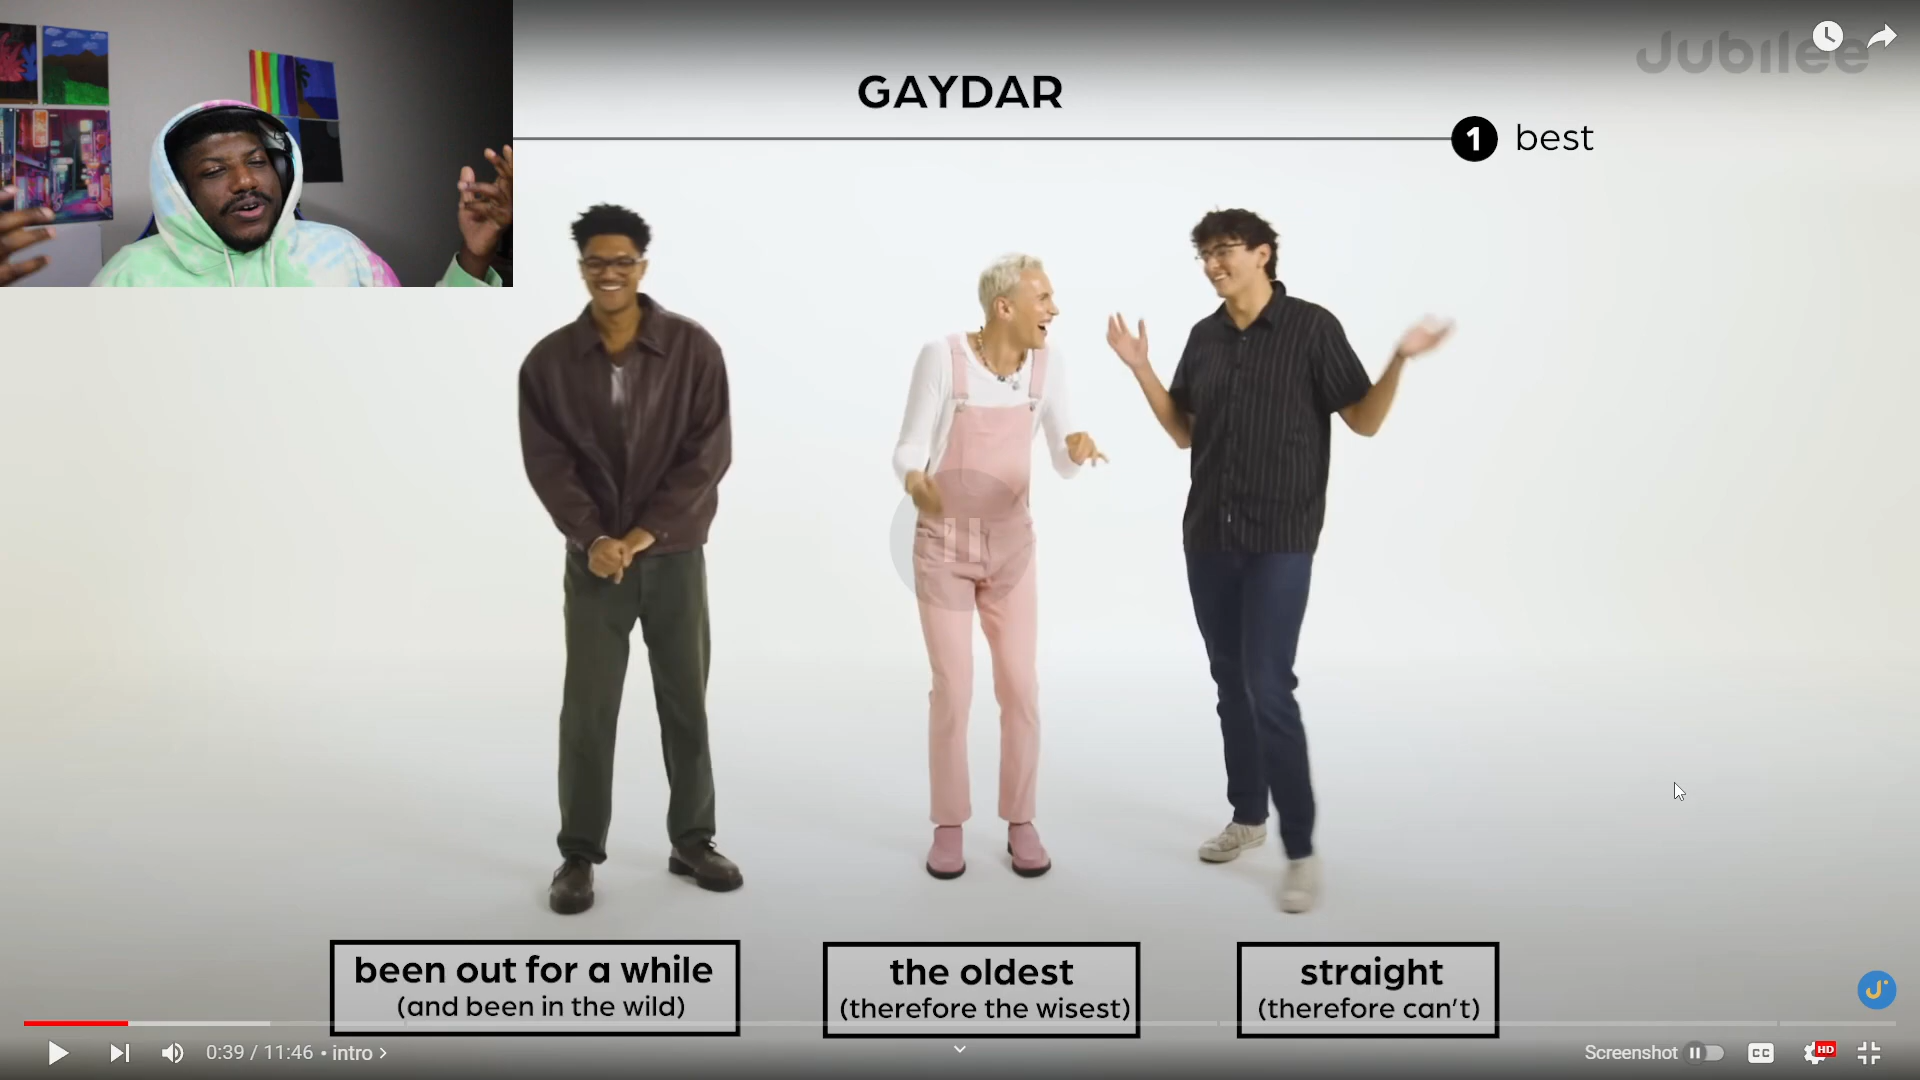 Jubilee
GAYDAR
1 best
been out for a while
(and been in the wild)
the oldest
(therefore the wisest)
straight
(therefore can't)
0:39 / 11:46 • intro
Screenshot
CC
HD